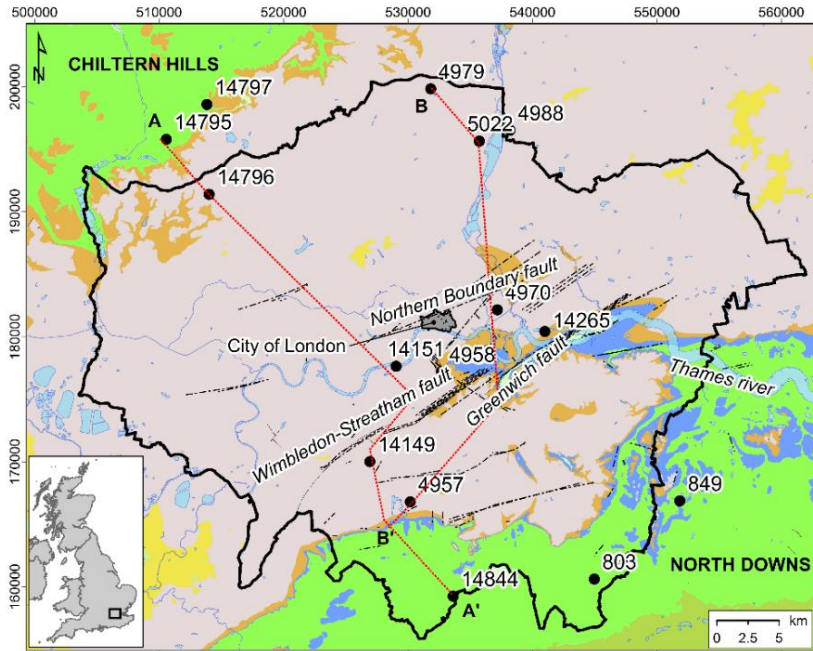 500000 510000 520000 530000 540000 550000 560000
200000
190000
180000
170000
160000
N
CHILTERN HILLS
14797
A
14795
14796
4979
B
4988
5022
Northern Boundary fault
4970
14265
City of London
14151
4958
Wimbledon-Streatham fault
Greenwich fault
Thames river
14149
4957
849
B'
803
NORTH DOWNS
14844
A'
km
0 2.5 5